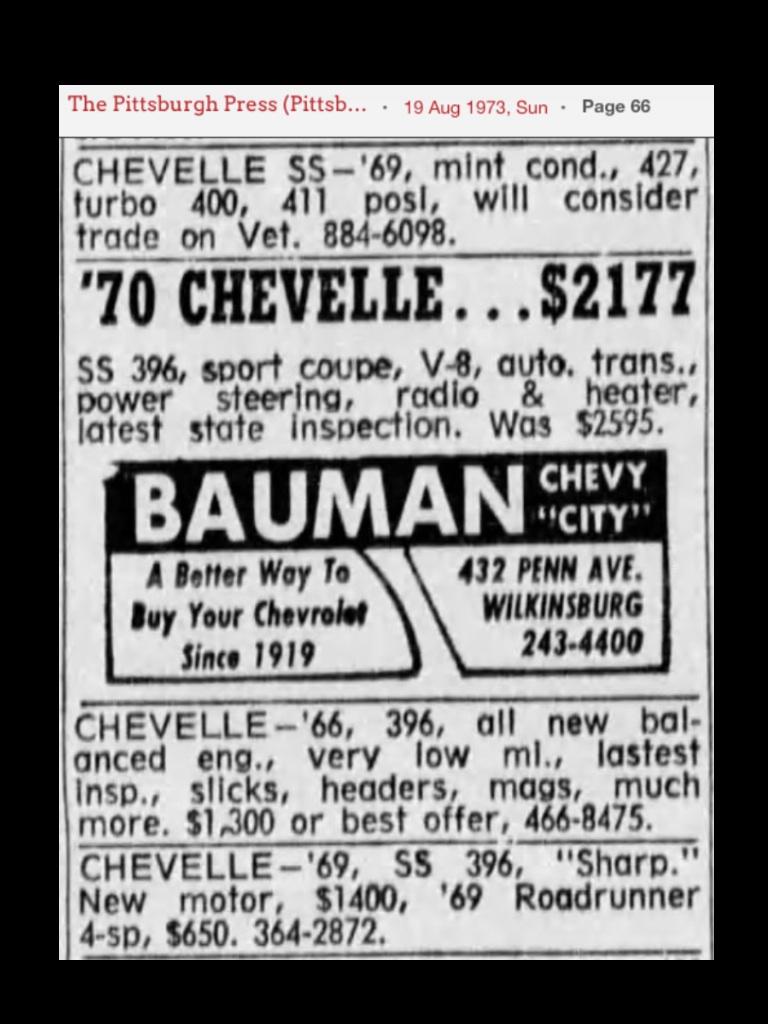 The Pittsburgh Press (Pittsb... · 19 Aug 1973, Sun · Page 66
CHEVELLE SS-'69, mint cond., 427,
turbo 400, 411 posi, will consider
trade on Vet. 884-6098.
'70 CHEVELLE...$2177
SS 396, sport coupe, V-8, auto. trans.,
power steering, radio & heater,
latest state inspection. Was $2595.
BAUMAN CHEVY "CITY"
A Better Way To
Buy Your Chevrolet
Since 1919
432 PENN AVE.
WILKINSBURG
243-4400
CHEVELLE-'66, 396, all new bal-
anced eng., very low mi., lastest
insp., slicks, headers, mags, much
more. $1,300 or best offer, 466-8475.
CHEVELLE-'69, SS 396, "Sharp."
New motor, $1400, '69 Roadrunner
4-sp, $650. 364-2872.